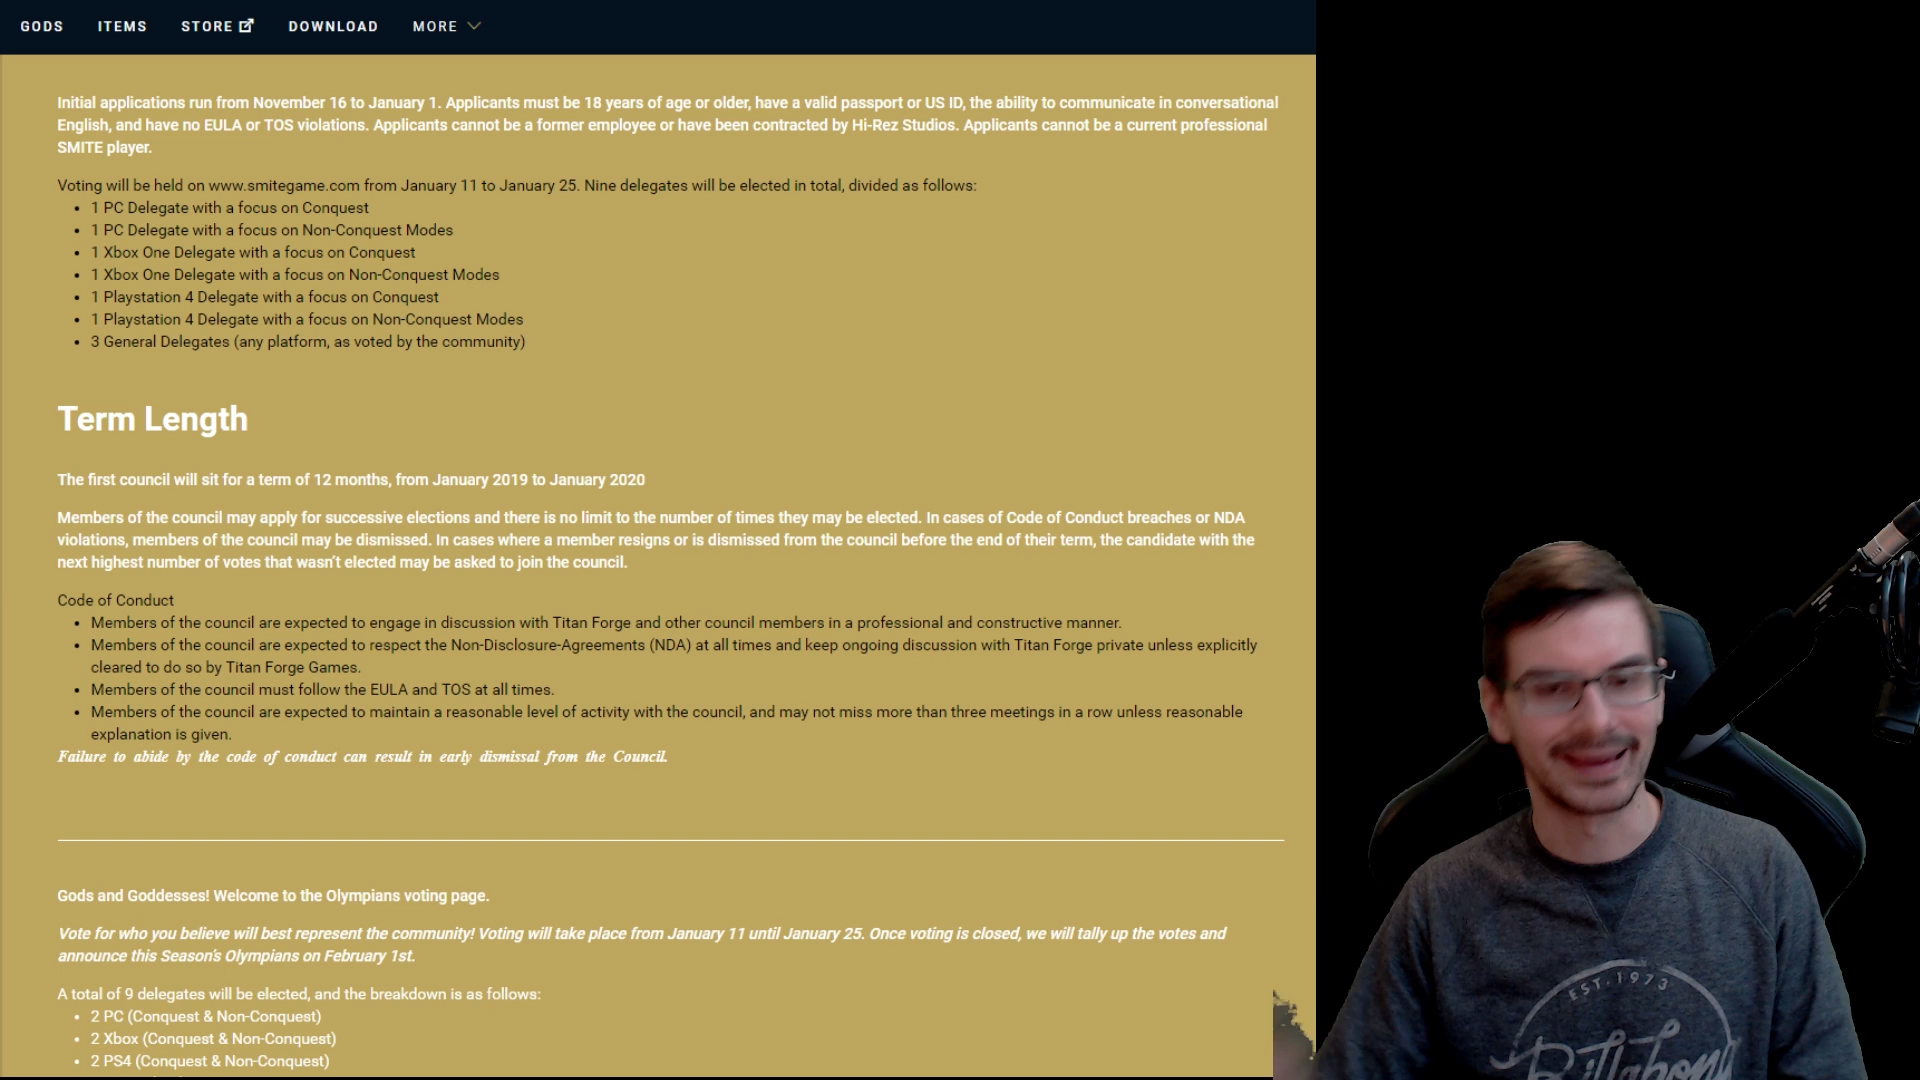 GODS ITEMS STORE DOWNLOAD MORE
Initial applications run from November 16 to January 1. Applicants must be 18 years of age or older, have a valid passport or US ID, the ability to communicate in conversational
English, and have no EULA or TOS violations. Applicants cannot be a former employee or have been contracted by Hi-Rez Studios. Applicants cannot be a current professional
SMITE player.
Voting will be held on www.smitegame.com from January 11 to January 25. Nine delegates will be elected in total, divided as follows:
• 1 PC Delegate with a focus on Conquest
• 1 PC Delegate with a focus on Non-Conquest Modes
• 1 Xbox One Delegate with a focus on Conquest
• 1 Xbox One Delegate with a focus on Non-Conquest Modes
• 1 Playstation 4 Delegate with a focus on Conquest
• 1 Playstation 4 Delegate with a focus on Non-Conquest Modes
• 3 General Delegates (any platform, as voted by the community)
Term Length
The first council will sit for a term of 12 months, from January 2019 to January 2020
Members of the council may apply for successive elections and there is no limit to the number of times they may be elected. In cases of Code of Conduct breaches or NDA
violations, members of the council may be dismissed. In cases where a member resigns or is dismissed from the council before the end of their term, the candidate with the
next highest number of votes that wasn't elected may be asked to join the council.
Code of Conduct
• Members of the council are expected to engage in discussion with Titan Forge and other council members in a professional and constructive manner.
• Members of the council are expected to respect the Non-Disclosure-Agreements (NDA) at all times and keep ongoing discussion with Titan Forge private unless explicitly
cleared to do so by Titan Forge Games.
• Members of the council must follow the EULA and TOS at all times.
• Members of the council are expected to maintain a reasonable level of activity with the council, and may not miss more than three meetings in a row unless reasonable
explanation is given.
Failure to abide by the code of conduct can result in early dismissal from the Council.
Gods and Goddesses! Welcome to the Olympians voting page.
Vote for who you believe will best represent the community! Voting will take place from January 11 until January 25. Once voting is closed, we will tally up the votes and
announce this Season's Olympians on February 1st.
A total of 9 delegates will be elected, and the breakdown is as follows:
• 2 PC (Conquest & Non-Conquest)
• 2 Xbox (Conquest & Non-Conquest)
• 2 PS4 (Conquest & Non-Conquest)
EST. 1973
Billabong